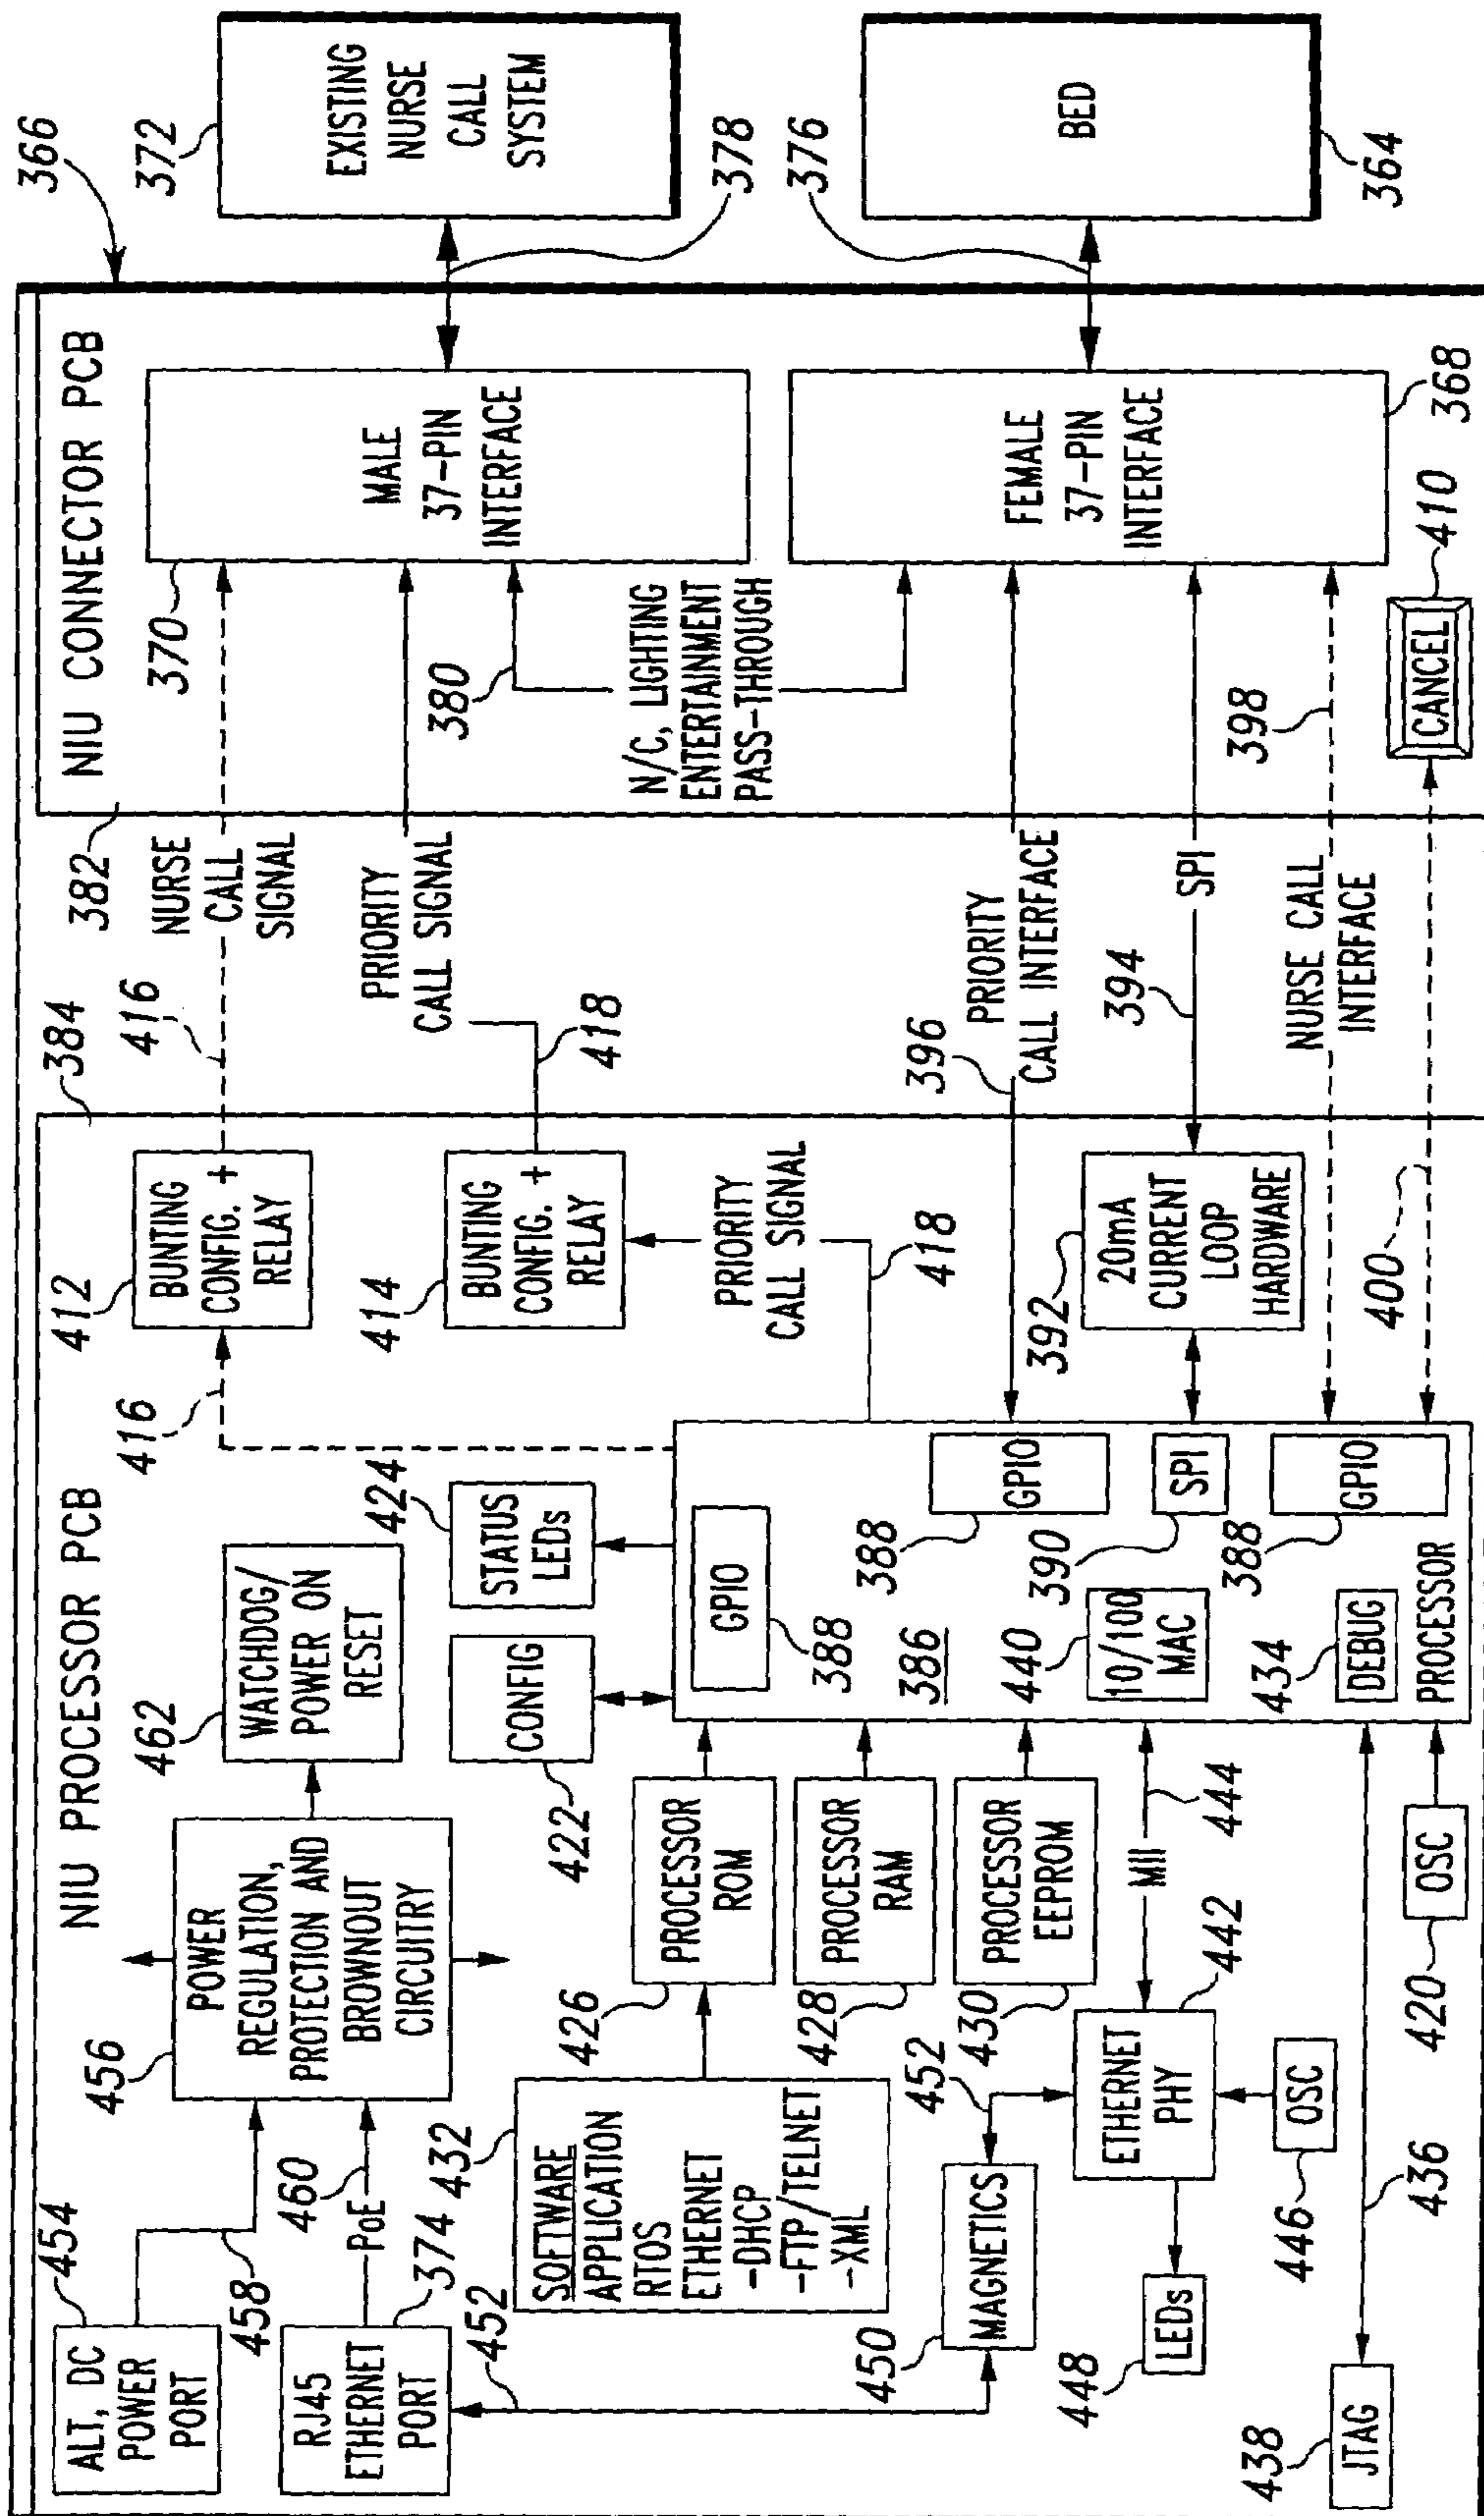 366
NIU PROCESSOR PCB
384
382
NIU CONNECTOR PCB
454
ALT, DC
POWER
PORT
458
456
POWER
REGULATION,
PROTECTION AND
BROWNOUT
CIRCUITRY
462
WATCHDOG/
POWER ON
RESET
416
412
BUNTING
CONFIG. +
RELAY
416
NURSE
CALL
SIGNAL
370
MALE
37-PIN
INTERFACE
372
EXISTING
NURSE
CALL
SYSTEM
378
RJ45
ETHERNET
PORT
374
PoE
460
452
432
SOFTWARE
APPLICATION
RTOS
ETHERNET
-DHCP
-FTP/TELNET
-XML
422
CONFIG
424
STATUS
LEDs
414
BUNTING
CONFIG. +
RELAY
418
PRIORITY
CALL SIGNAL
380
N/C, LIGHTING
ENTERTAINMENT
PASS-THROUGH
426
PROCESSOR
ROM
428
PROCESSOR
RAM
430
PROCESSOR
EEPROM
GPIO
388
386
PRIORITY
CALL SIGNAL
418
388
GPIO
396
PRIORITY
CALL INTERFACE
FEMALE
37-PIN
INTERFACE
368
376
BED
364
450
MAGNETICS
452
ETHERNET
PHY
442
MII
444
440
10/100
MAC
390
SPI
392
20mA
CURRENT
LOOP
HARDWARE
394
SPI
448
LEDs
446
OSC
434
DEBUG
388
GPIO
PROCESSOR
NURSE CALL
INTERFACE
398
438
JTAG
436
420
OSC
400
CANCEL
410